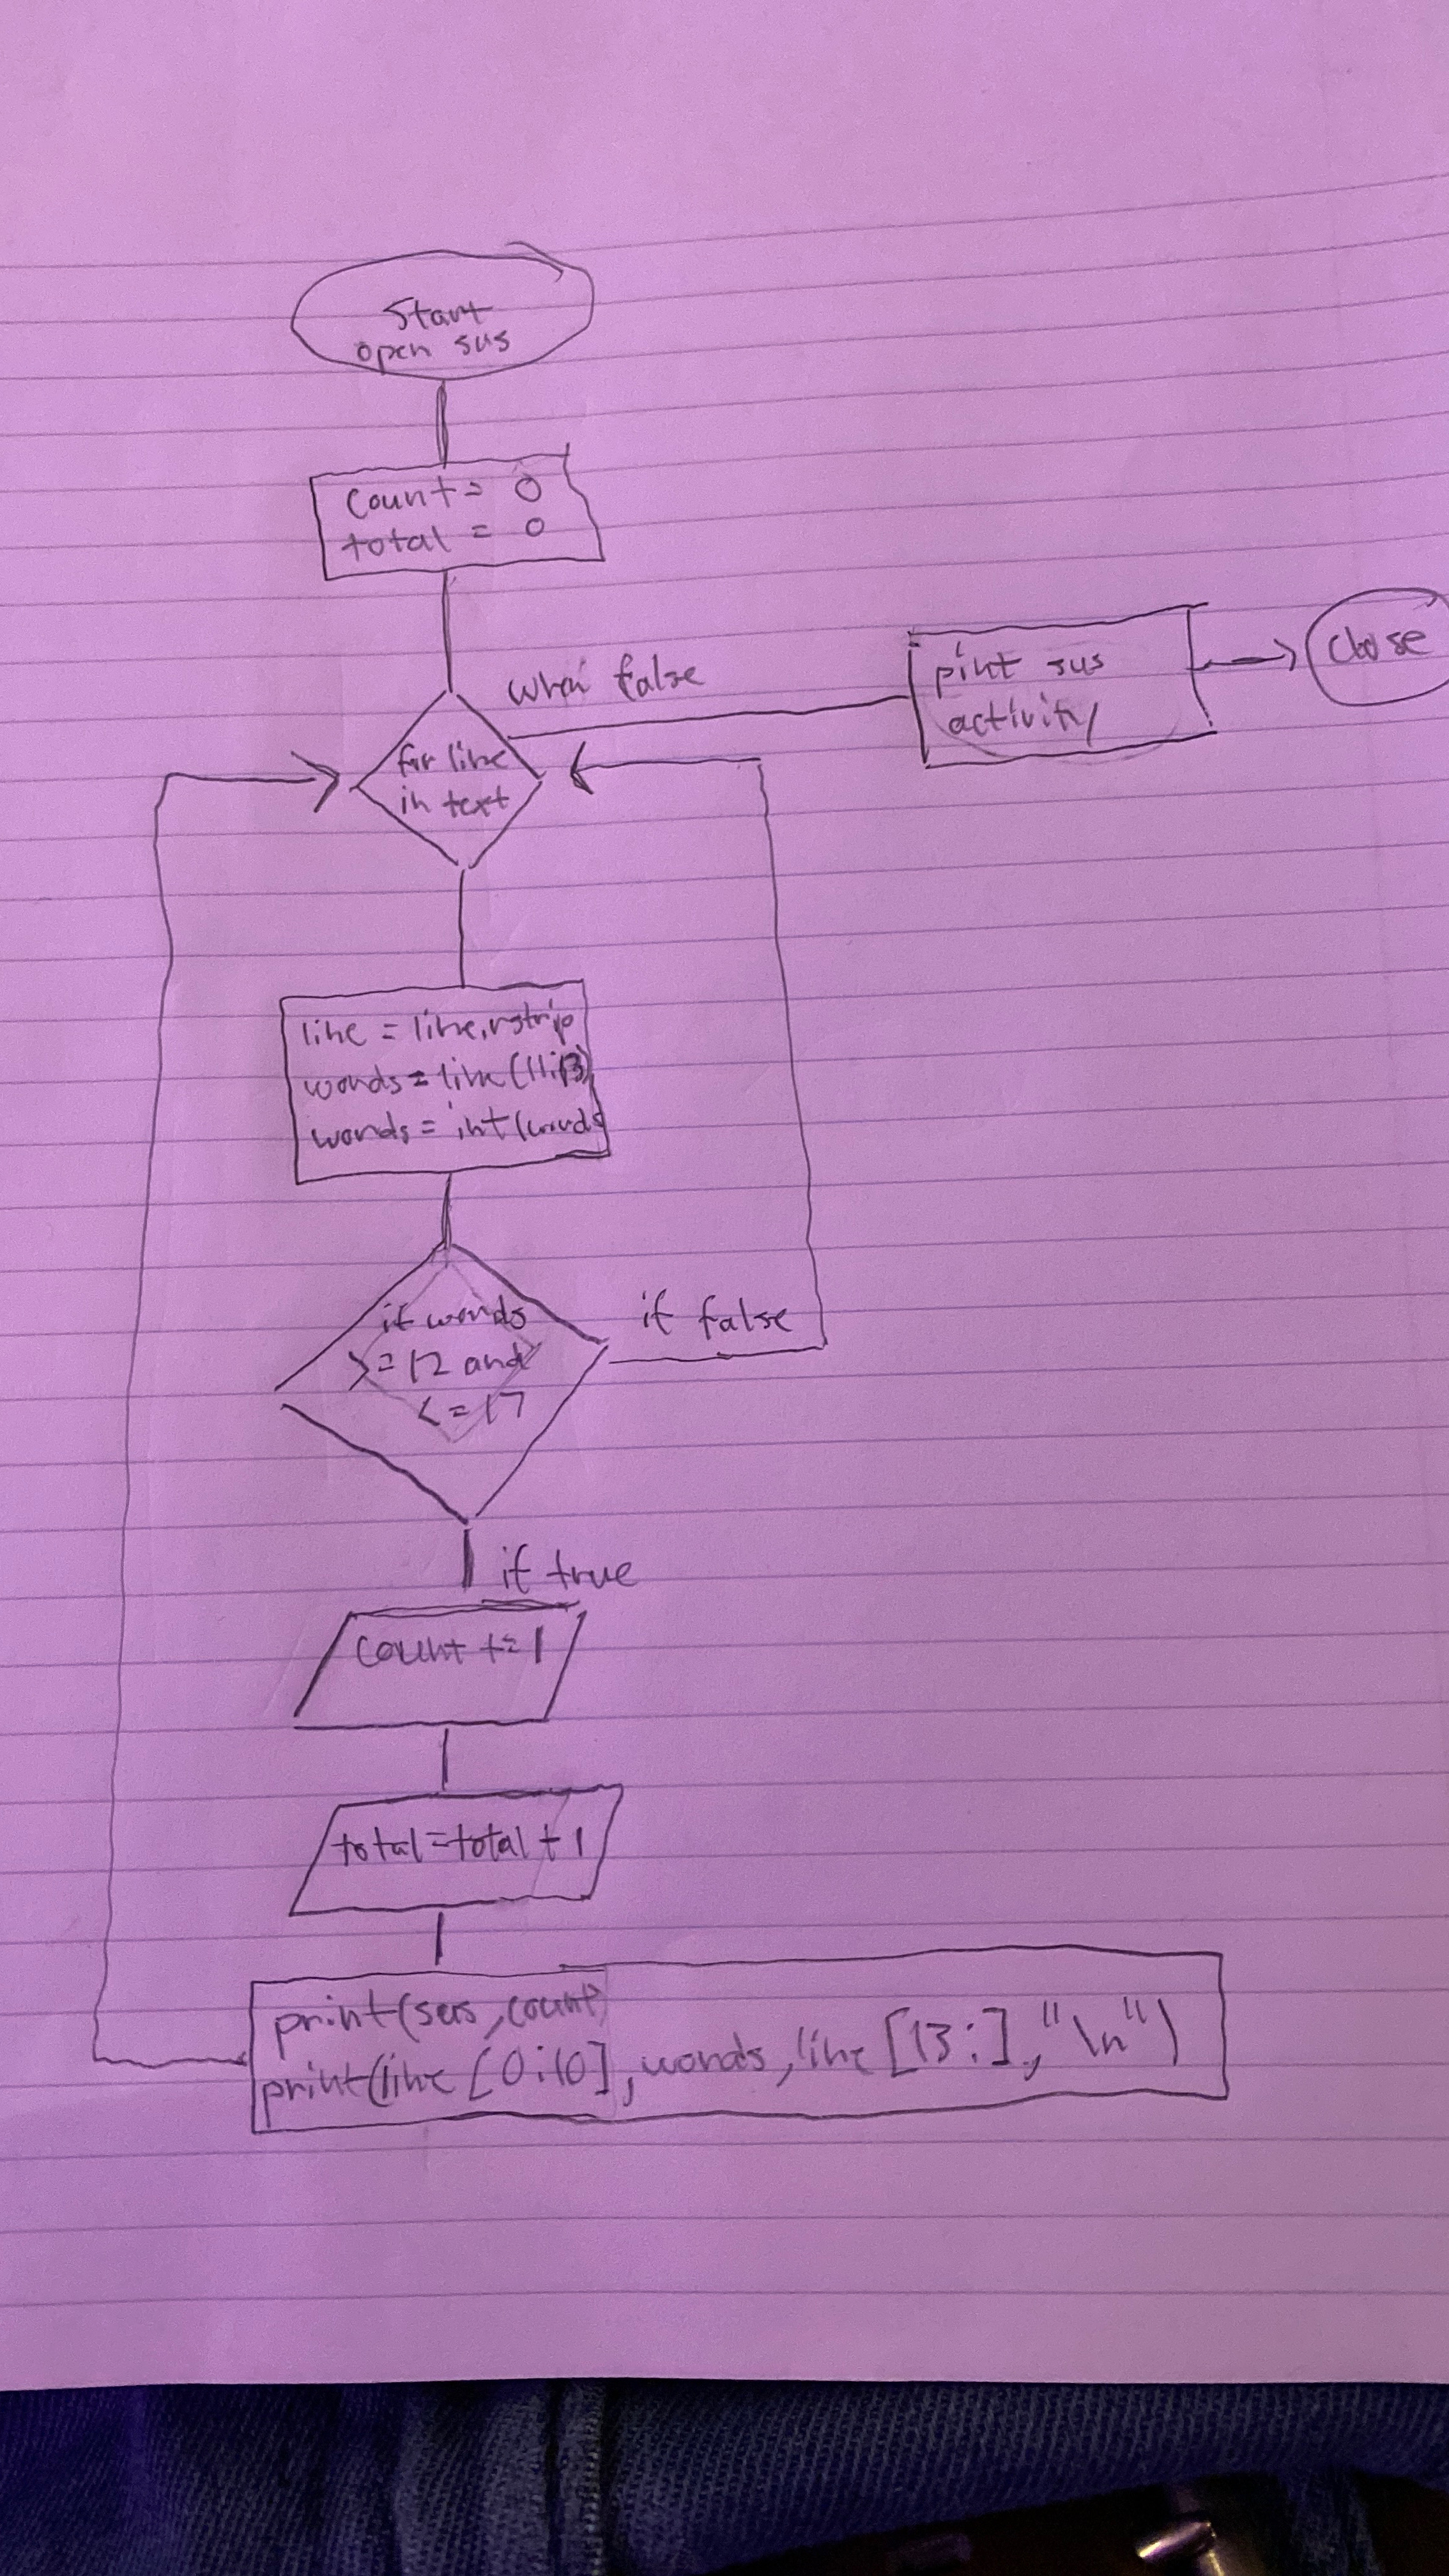 Start
open sus
count = 0
total = 0
when false
pint sus
activity
close
for line
in text
line = line.rstrip
words = line(11:13)
words = int(words
if words
>=12 and
<=17
if false
if true
count +=1
total=total+1
print(sus,count)
print(line[0:10],words,line[13:],"\n")